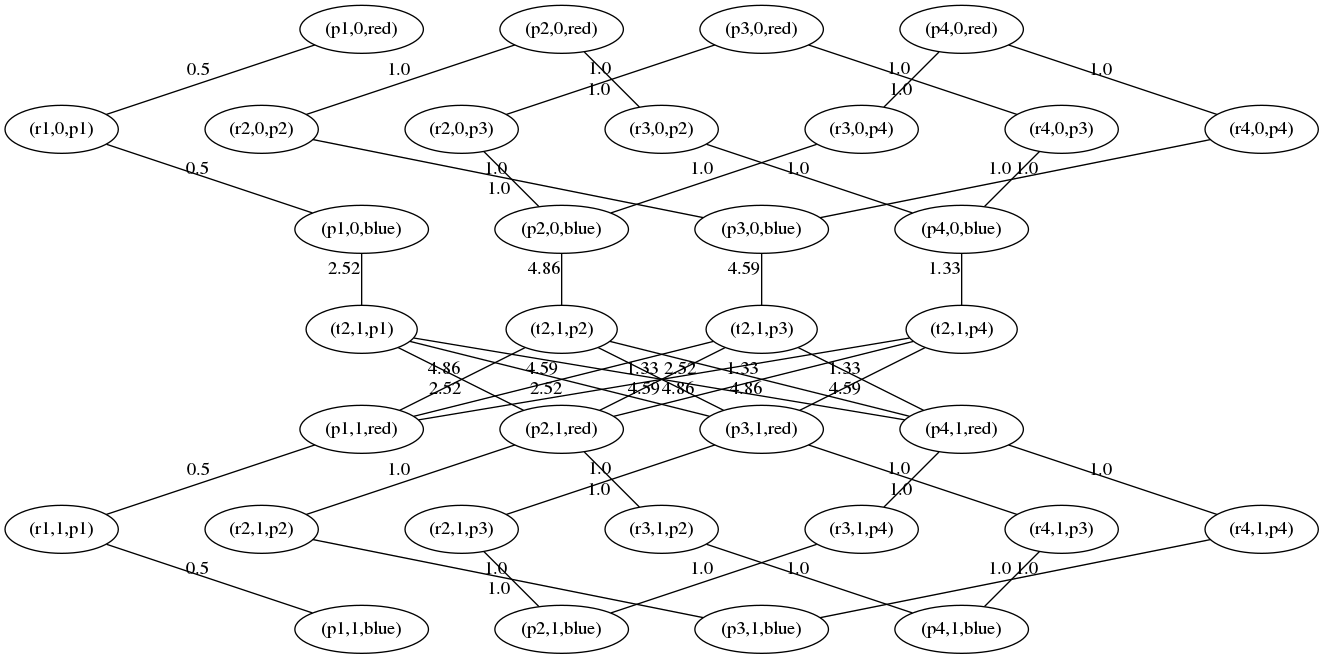 (p1,0,red) (p2,0,red) (p3,0,red) (p4,0,red)
0.5 1.0 1.0 1.0 1.0
1.0 1.0
(r1,0,p1) (r2,0,p2) (r2,0,p3) (r3,0,p2) (r3,0,p4) (r4,0,p3) (r4,0,p4)
0.5 1.0 1.0 1.0 1.0 1.0
1.0
(p1,0,blue) (p2,0,blue) (p3,0,blue) (p4,0,blue)
2.52 4.86 4.59 1.33
(t2,1,p1) (t2,1,p2) (t2,1,p3) (t2,1,p4)
4.86 4.59 1.33 2.52 1.33 1.33
2.52 2.52 4.59 4.86 4.86 4.59
(p1,1,red) (p2,1,red) (p3,1,red) (p4,1,red)
0.5 1.0 1.0 1.0 1.0
1.0 1.0
(r1,1,p1) (r2,1,p2) (r2,1,p3) (r3,1,p2) (r3,1,p4) (r4,1,p3) (r4,1,p4)
0.5 1.0 1.0 1.0 1.0 1.0
1.0
(p1,1,blue) (p2,1,blue) (p3,1,blue) (p4,1,blue)